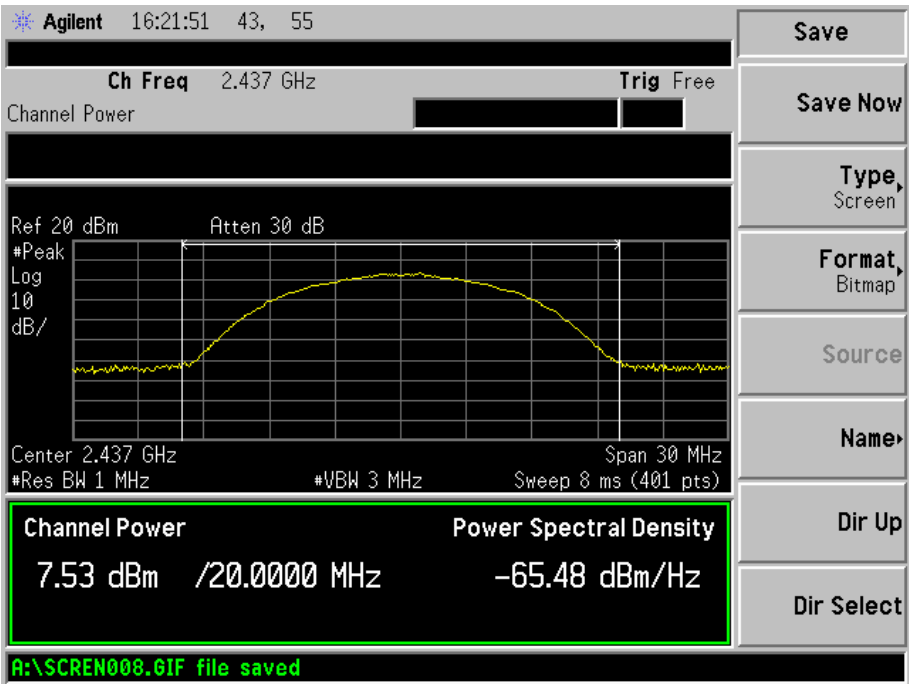 Agilent 16:21:51 43, 55
Save
Ch Freq 2.437 GHz
Trig Free
Channel Power
Save Now
Type
Screen
Ref 20 dBm
Atten 30 dB
#Peak
Log
10
dB/
Format
Bitmap
Source
Name
Center 2.437 GHz
Span 30 MHz
#Res BW 1 MHz
#VBW 3 MHz
Sweep 8 ms (401 pts)
Channel Power
Power Spectral Density
7.53 dBm /20.0000 MHz
-65.48 dBm/Hz
Dir Up
Dir Select
A:\SCREN008.GIF file saved